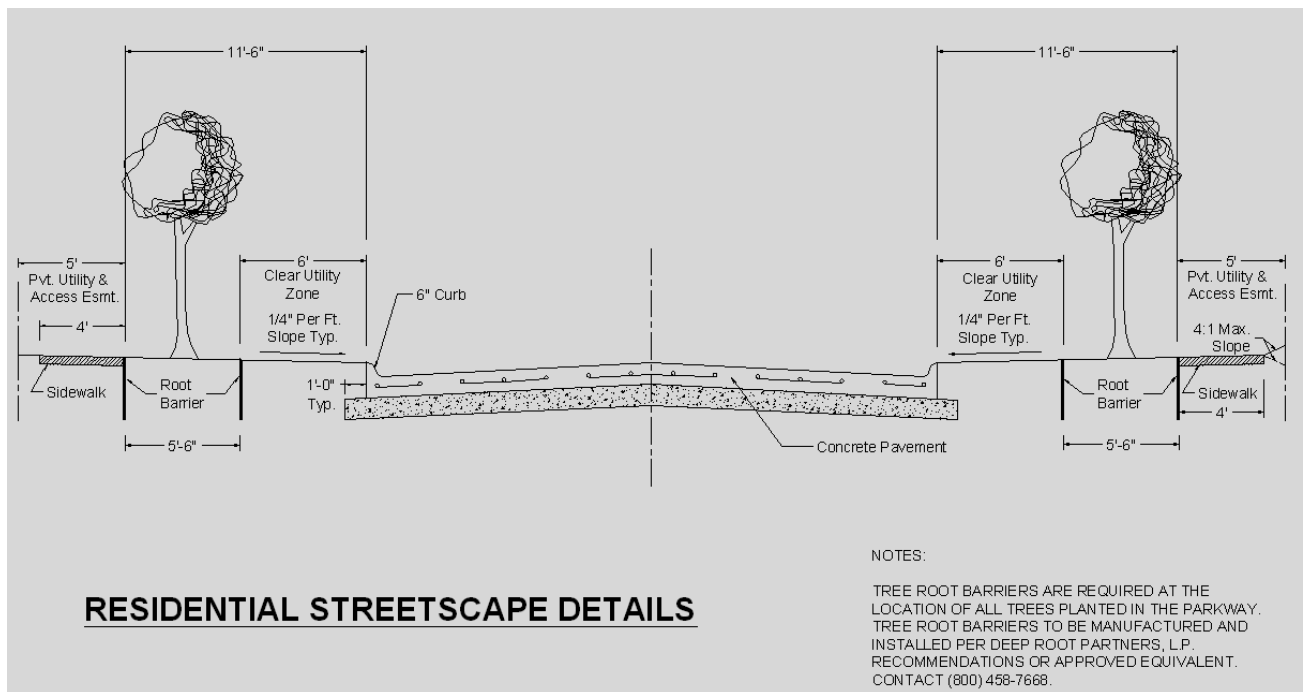 11'-6"
11'-6"
5'
Pvt. Utility &
Access Esmt.
4'
6'
Clear Utility
Zone
1/4" Per Ft.
Slope Typ.
6" Curb
6'
Clear Utility
Zone
1/4" Per Ft.
Slope Typ.
5'
Pvt. Utility &
Access Esmt.
4:1 Max.
Slope
Sidewalk
Root
Barrier
1'-0"
Typ.
Root
Barrier
Sidewalk
4'
5'-6"
Concrete Pavement
5'-6"
RESIDENTIAL STREETSCAPE DETAILS
NOTES:
TREE ROOT BARRIERS ARE REQUIRED AT THE
LOCATION OF ALL TREES PLANTED IN THE PARKWAY.
TREE ROOT BARRIERS TO BE MANUFACTURED AND
INSTALLED PER DEEP ROOT PARTNERS, L.P.
RECOMMENDATIONS OR APPROVED EQUIVALENT.
CONTACT (800) 458-7668.